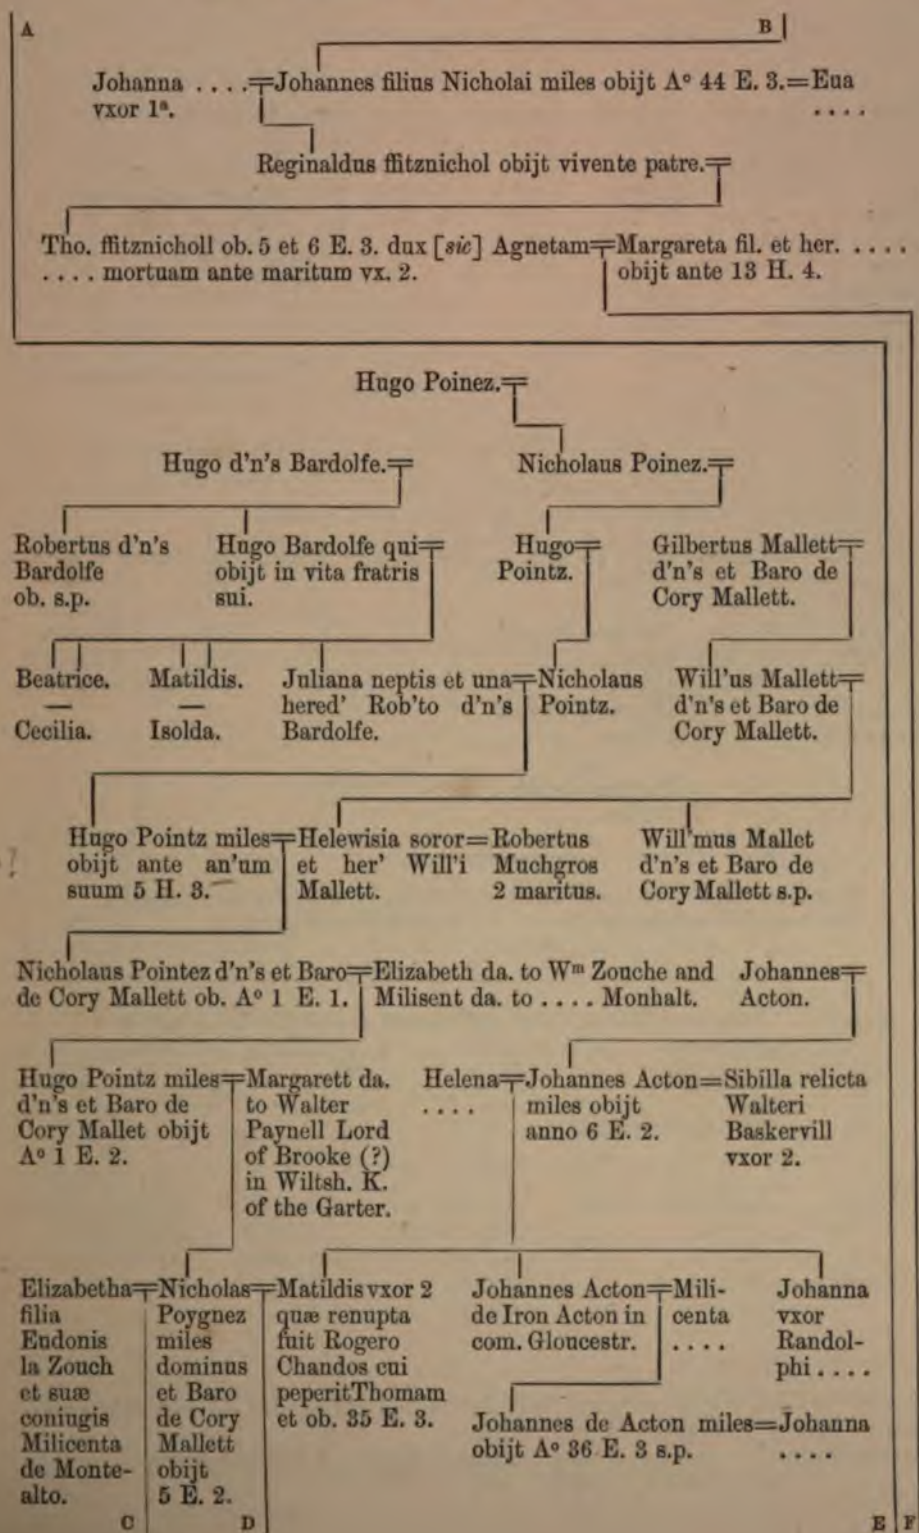 A
B
Johanna . . . .=Johannes filius Nicholai miles obijt Aº 44 E. 3.=Eua
vxor 1ª. . . . .
Reginaldus ffitznichol obijt vivente patre.=
Tho. ffitznicholl ob. 5 et 6 E. 3. dux [sic] Agnetam=Margareta fil. et her. . . . .
. . . . mortuam ante maritum vx. 2. obijt ante 13 H. 4.
Hugo Poinez.=
Hugo d'n's Bardolfe.= Nicholaus Poinez.=
Robertus d'n's
Bardolfe
ob. s.p.
Hugo Bardolfe qui=
obijt in vita fratris
sui.
Hugo=
Pointz.
Gilbertus Mallett=
d'n's et Baro de
Cory Mallett.
Beatrice.
—
Cecilia.
Matildis.
—
Isolda.
Juliana neptis et una=
hered' Rob'to d'n's
Bardolfe.
Nicholaus
Pointz.
Will'us Mallett=
d'n's et Baro de
Cory Mallett.
?
Hugo Pointz miles=
obijt ante an'um
suum 5 H. 3.
Helewisia soror=
et her' Will'i
Mallett.
Robertus
Muchgros
2 maritus.
Will'mus Mallet
d'n's et Baro de
Cory Mallett s.p.
Nicholaus Pointez d'n's et Baro=
de Cory Mallett ob. Aº 1 E. 1.
Elizabeth da. to Wᵐ Zouche and
Milisent da. to . . . . Monhalt.
Johannes=
Acton.
Hugo Pointz miles=
d'n's et Baro de
Cory Mallet obijt
Aº 1 E. 2.
Margarett da.
to Walter
Paynell Lord
of Brooke (?)
in Wiltsh. K.
of the Garter.
Helena=
. . . .
Johannes Acton=
miles obijt
anno 6 E. 2.
Sibilla relicta
Walteri
Baskervill
vxor 2.
Elizabetha=
filia
Eudonis
la Zouch
et suæ
coniugis
Milicenta
de Monte-
alto.
Nicholas=
Poygnez
miles
dominus
et Baro
de Cory
Mallett
obijt
5 E. 2.
Matildis vxor 2
quæ renupta
fuit Rogero
Chandos cui
peperit Thomam
et ob. 35 E. 3.
Johannes Acton=
de Iron Acton in
com. Gloucestr.
Mili-
centa
. . . .
Johanna
vxor
Randol-
phi . . . .
Johannes de Acton miles=
obijt Aº 36 E. 3 s.p.
Johanna
. . . .
C
D
E
F